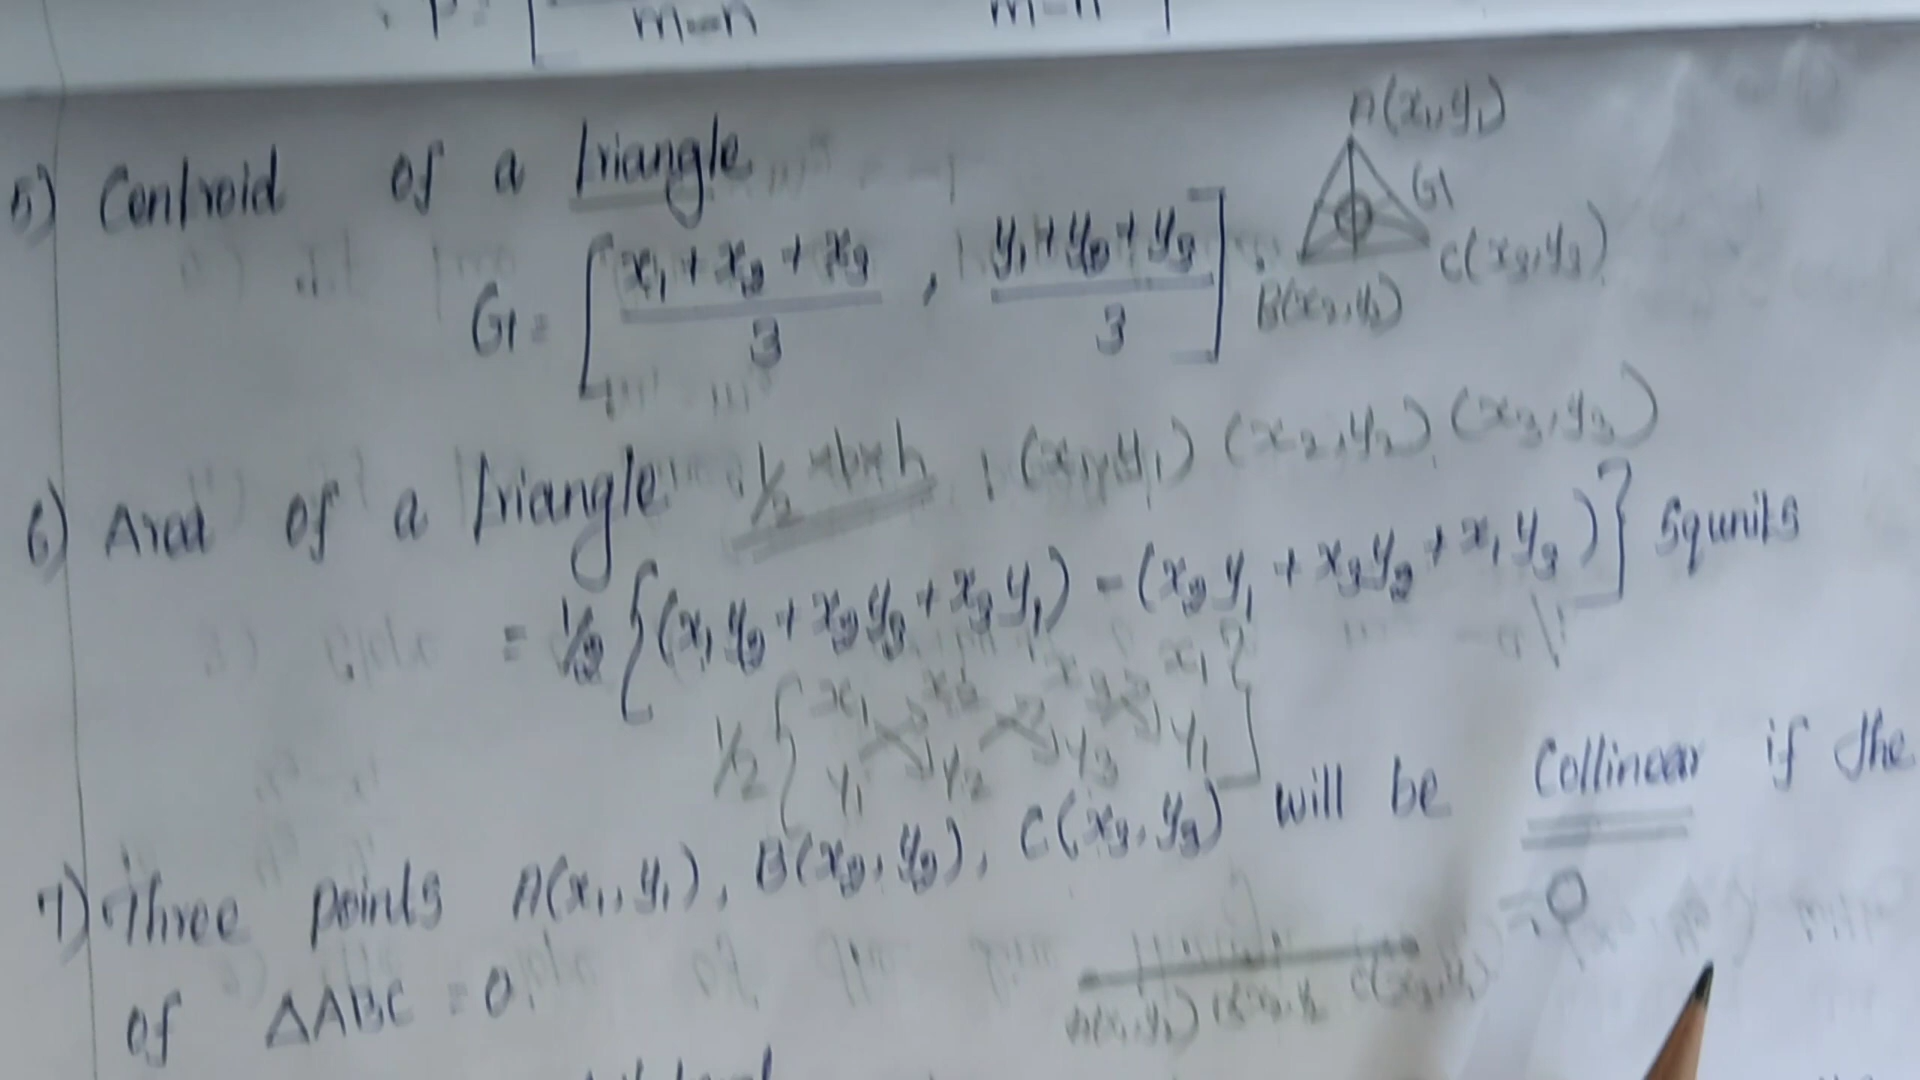 m-n m-n
5) Centroid of a triangle
A(x₁,y₁)
G = [x₁+x₂+x₃ / 3 , y₁+y₂+y₃ / 3]
G
B(x₂,y₂) C(x₃,y₃)
6) Area of a triangle ½ ×b×h , (x₁,y₁) (x₂,y₂) (x₃,y₃)
= ½ {(x₁y₂+x₂y₃+x₃y₁) - (x₂y₁+x₃y₂+x₁y₃)} squnits
½ { x₁ x₂ x₃ x₁ }
y₁ y₂ y₃ y₁
7) Three points A(x₁,y₁), B(x₂,y₂), C(x₃,y₃) will be Collinear if the
=0
of ΔABC = 0